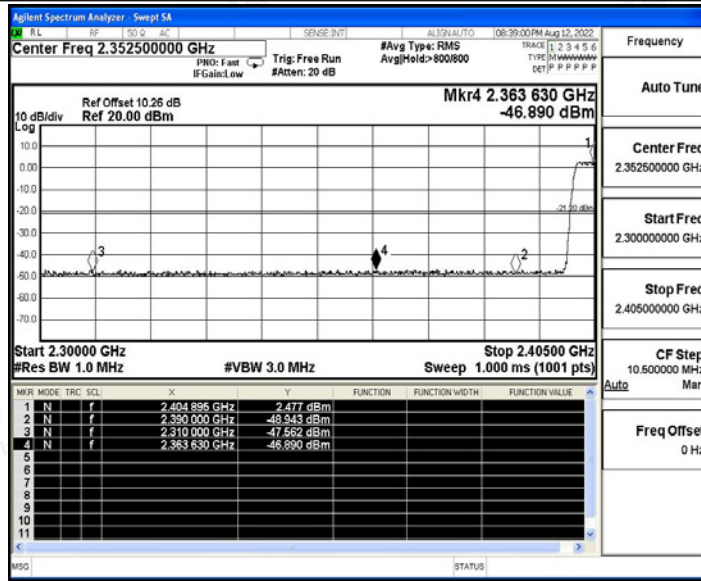 Agilent Spectrum Analyzer - Swept SA
RL RF 50 Ω AC SENSE:INT ALIGN AUTO 08:39:00 PM Aug 12, 2022
Center Freq 2.352500000 GHz #Avg Type: RMS TRACE 1 2 3 4 5 6
PNO: Fast Trig: Free Run Avg|Hold:>800/800 TYPE M WWWWW
IFGain:Low #Atten: 20 dB DET P P P P P P
Mkr4 2.363 630 GHz
Ref Offset 10.26 dB
10 dB/div Ref 20.00 dBm -46.890 dBm
Log
10.0
0.00
-10.0
-20.0
-30.0
-40.0
-50.0
-60.0
-70.0
1
-21.20 dBm
3
4
2
Start 2.30000 GHz Stop 2.40500 GHz
#Res BW 1.0 MHz #VBW 3.0 MHz Sweep 1.000 ms (1001 pts)
MKR MODE TRC SCL X Y FUNCTION FUNCTION WIDTH FUNCTION VALUE
1 N f 2.404 895 GHz 2.477 dBm
2 N f 2.390 000 GHz -48.943 dBm
3 N f 2.310 000 GHz -47.562 dBm
4 N f 2.363 630 GHz -46.890 dBm
5
6
7
8
9
10
11
MSG STATUS
Frequency
Auto Tune
Center Freq
2.352500000 GHz
Start Freq
2.300000000 GHz
Stop Freq
2.405000000 GHz
CF Step
10.500000 MHz
Auto Man
Freq Offset
0 Hz